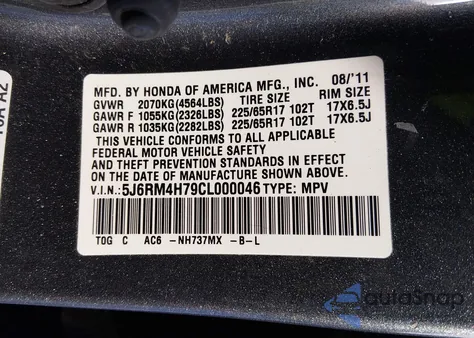 MFD. BY HONDA OF AMERICA MFG., INC. 08/'11
GVWR 2070KG(4564LBS) TIRE SIZE RIM SIZE
GAWR F 1055KG(2326LBS) 225/65R17 102T 17X6.5J
GAWR R 1035KG(2282LBS) 225/65R17 102T 17X6.5J
THIS VEHICLE CONFORMS TO ALL APPLICABLE
FEDERAL MOTOR VEHICLE SAFETY
AND THEFT PREVENTION STANDARDS IN EFFECT ON
THE DATE OF MANUFACTURE SHOWN ABOVE.
V.I.N.: 5J6RM4H79CL000046 TYPE: MPV
T0G C AC6 -NH737MX -B-L
autoSnap